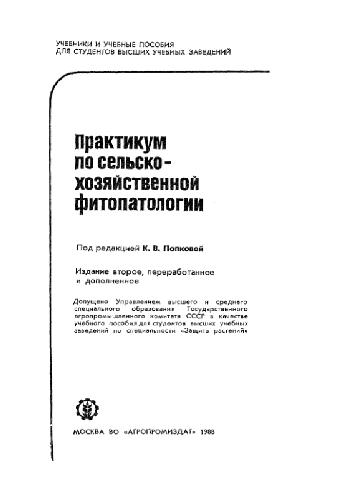 УЧЕБНИКИ И УЧЕБНЫЕ ПОСОБИЯ
ДЛЯ СТУДЕНТОВ ВЫСШИХ УЧЕБНЫХ ЗАВЕДЕНИЙ
Практикум
по сельско-
хозяйственной
фитопатологии
Под редакцией К. В. Попковой
Издание второе, переработанное
и дополненное
Допущено Управлением высшего и среднего
специального образования Государственного
агропромышленного комитета СССР в качестве
учебного пособия для студентов высших учебных
заведений по специальности «Защита растений»
МОСКВА ВО «АГРОПРОМИЗДАТ» 1988